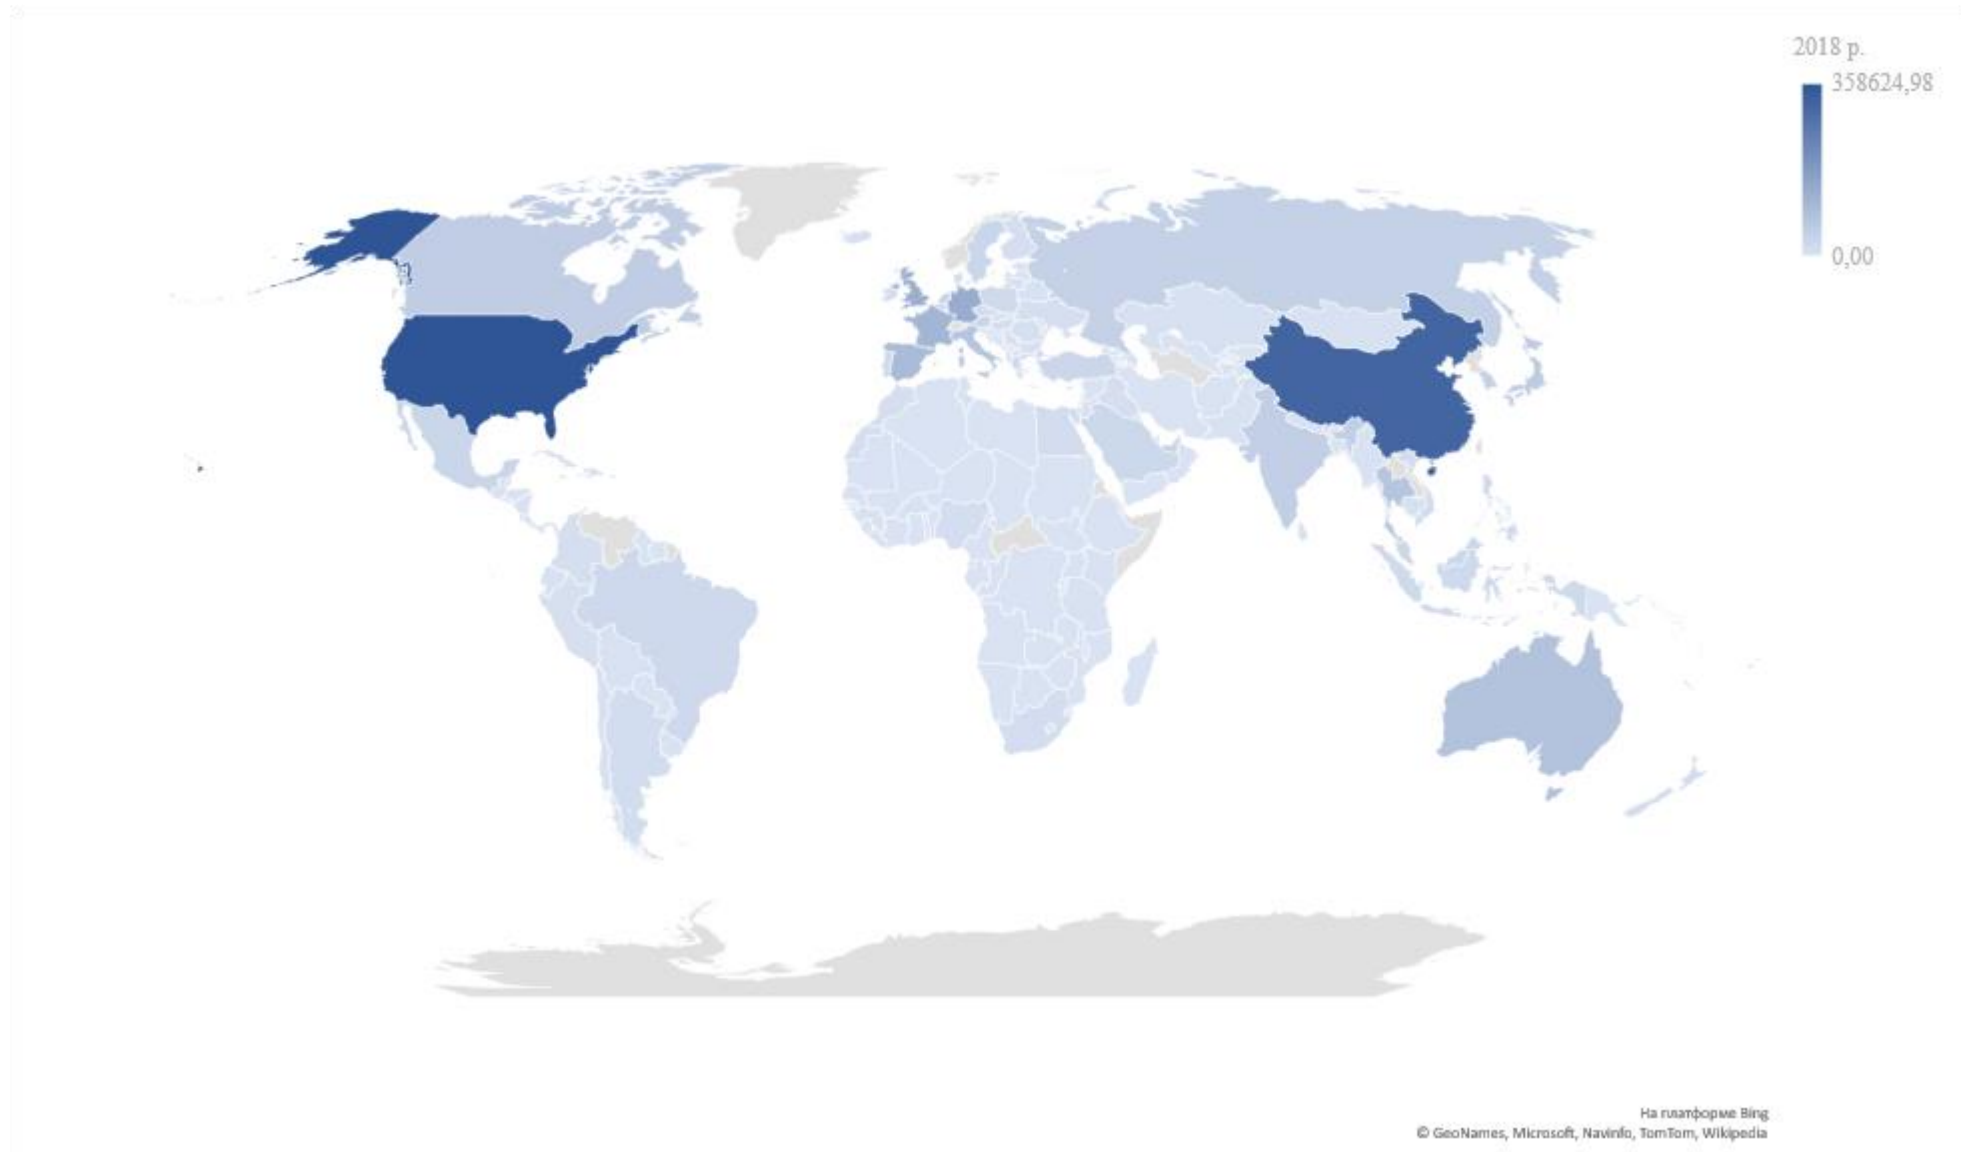 2018 р.
358624,98
0,00
На платформе Bing
© GeoNames, Microsoft, Navinfo, TomTom, Wikipedia